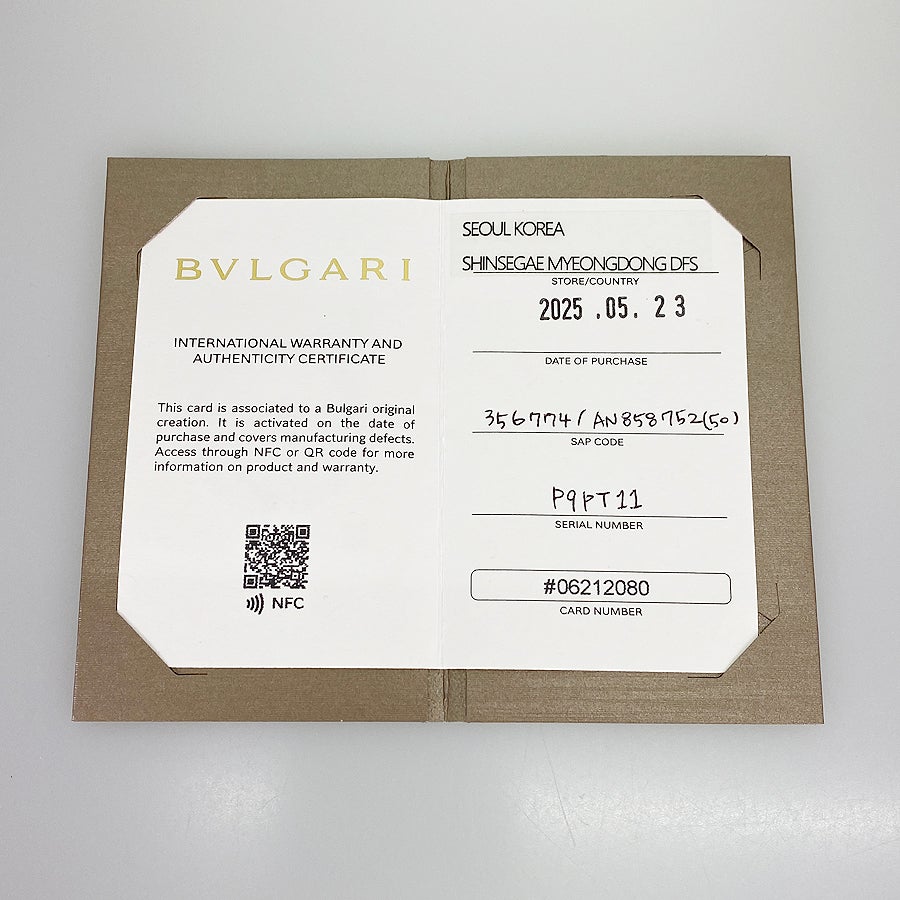 BVLGARI
INTERNATIONAL WARRANTY AND
AUTHENTICITY CERTIFICATE
This card is associated to a Bulgari original
creation. It is activated on the date of
purchase and covers manufacturing defects.
Access through NFC or QR code for more
information on product and warranty.
NFC
SEOUL KOREA
SHINSEGAE MYEONGDONG DFS
STORE/COUNTRY
2025 .05. 23
DATE OF PURCHASE
356774/AN858752(50)
SAP CODE
P9PT11
SERIAL NUMBER
#06212080
CARD NUMBER